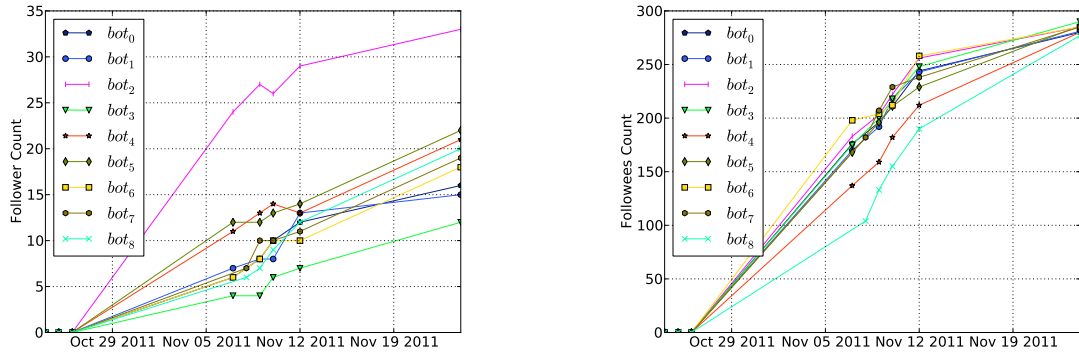 35
30
25
20
15
10
5
0
Follower Count
bot0
bot1
bot2
bot3
bot4
bot5
bot6
bot7
bot8
Oct 29 2011 Nov 05 2011 Nov 12 2011 Nov 19 2011
300
250
200
150
100
50
0
Followees Count
bot0
bot1
bot2
bot3
bot4
bot5
bot6
bot7
bot8
Oct 29 2011 Nov 05 2011 Nov 12 2011 Nov 19 2011